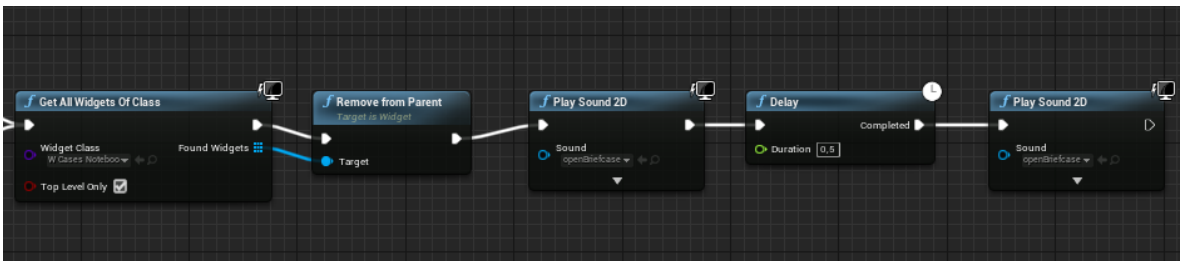 f Get All Widgets Of Class
Widget Class
W Cases Noteboo
Found Widgets
Top Level Only
f Remove from Parent
Target is Widget
Target
f Play Sound 2D
Sound
openBriefcase
f Delay
Completed
Duration 0,5
f Play Sound 2D
Sound
openBriefcase